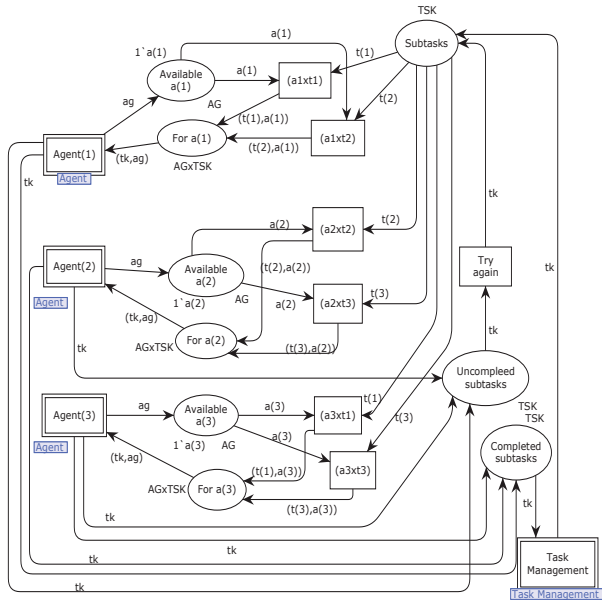 TSK
Subtasks
a(1)
1`a(1)
Available
a(1)
a(1)
(a1xt1)
t(1)
ag
AG
t(2)
(t(1),a(1))
For a(1)
(t(2),a(1))
(a1xt2)
Agent(1)
(tk,ag)
AGxTSK
Agent
tk
tk
a(2)
(a2xt2)
t(2)
Agent(2)
ag
Available
a(2)
(t(2),a(2))
Try
again
tk
1`a(2)
AG
a(2)
(a2xt3)
t(3)
Agent
(tk,ag)
AGxTSK
For a(2)
(t(3),a(2))
tk
tk
Uncompleed
subtasks
TSK
TSK
Agent(3)
ag
Available
a(3)
a(3)
(a3xt1)
t(1)
t(3)
1`a(3)
AG
a(3)
Agent
(tk,ag)
(a3xt3)
Completed
subtasks
(t(1),a(3))
AGxTSK
For a(3)
(t(3),a(3))
tk
tk
tk
tk
tk
Task
Management
Task Management